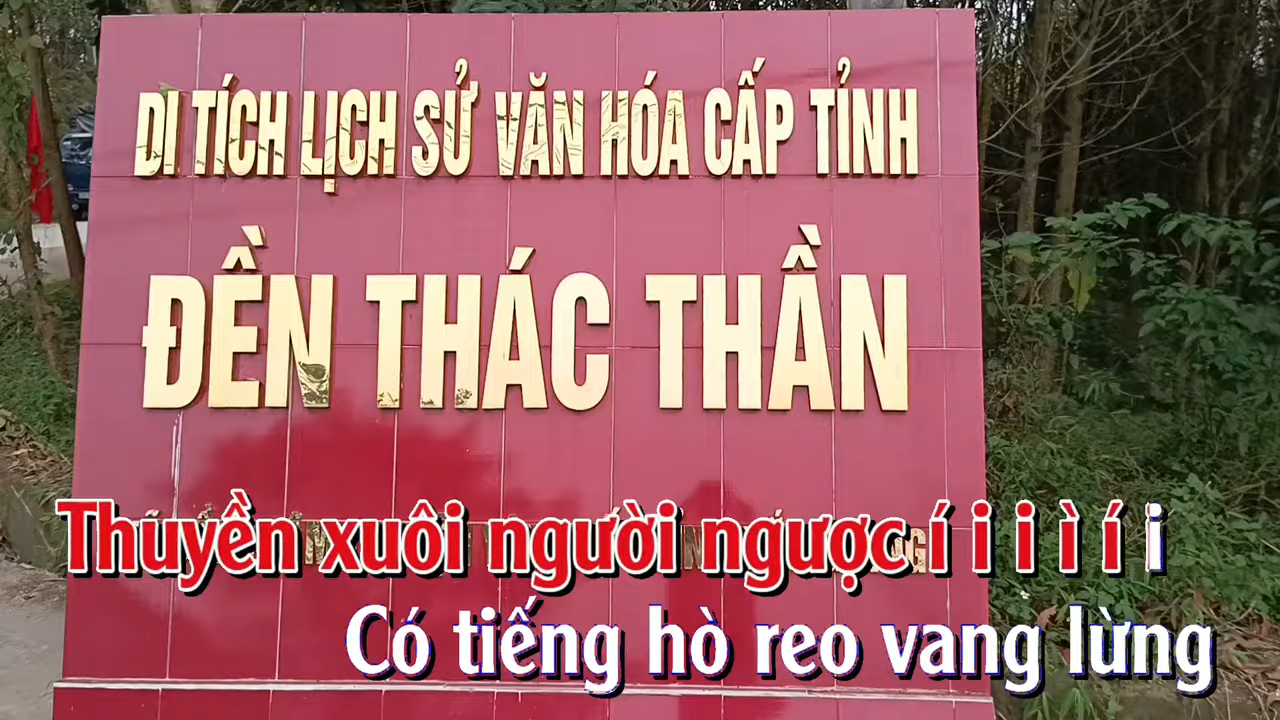 DI TÍCH LỊCH SỬ VĂN HÓA CẤP TỈNH
ĐỀN THÁC THẦN
Thuyền xuôi người ngược í i i ì í i
Có tiếng hò reo vang lừng